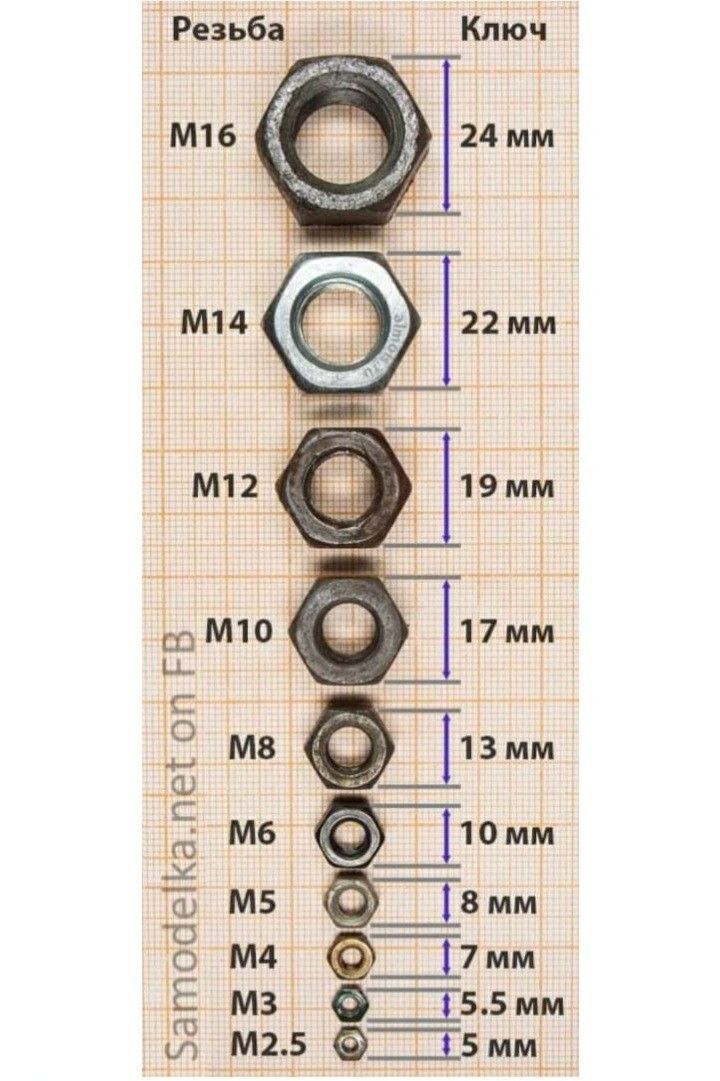 Резьба Ключ
M16 24 мм
M14 22 мм
almois.ru
M12 19 мм
M10 17 мм
M8 13 мм
M6 10 мм
M5 8 мм
M4 7 мм
M3 5.5 мм
M2.5 5 мм
Samodelka.net on FB